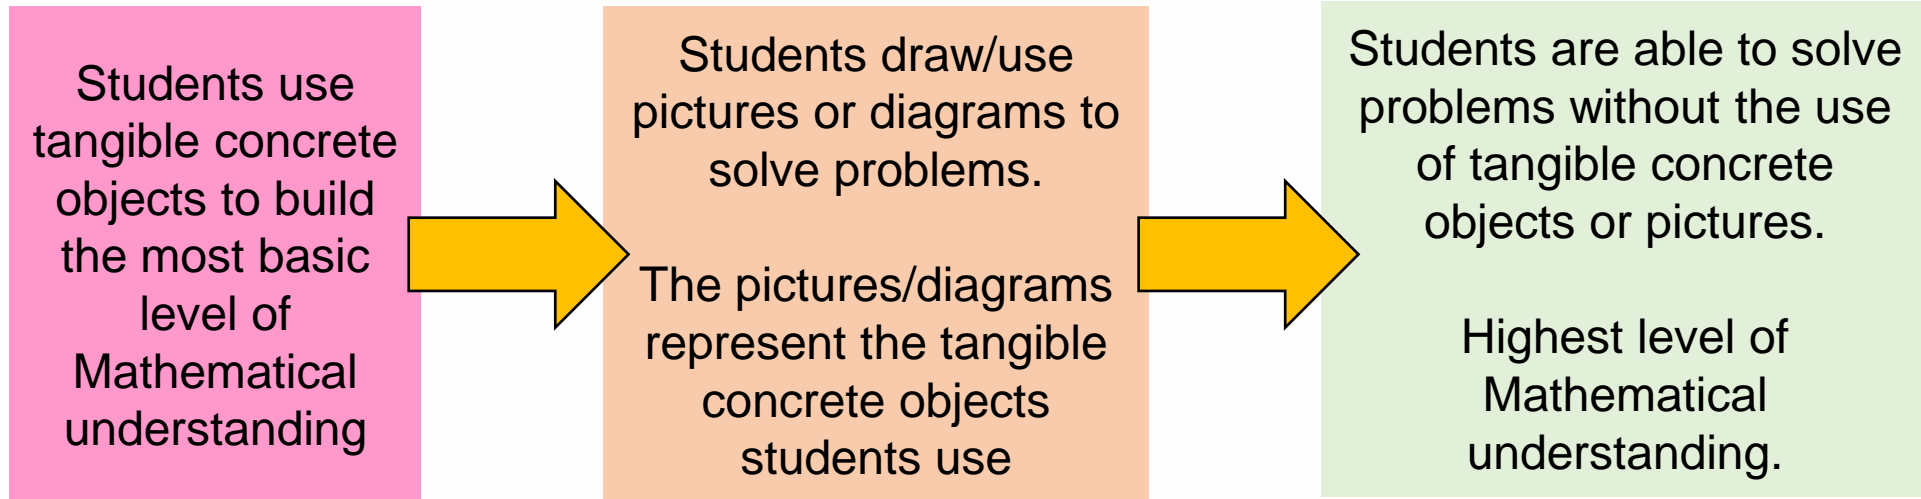 Students use
tangible concrete
objects to build
the most basic
level of
Mathematical
understanding
Students draw/use
pictures or diagrams to
solve problems.
The pictures/diagrams
represent the tangible
concrete objects
students use
Students are able to solve
problems without the use
of tangible concrete
objects or pictures.
Highest level of
Mathematical
understanding.